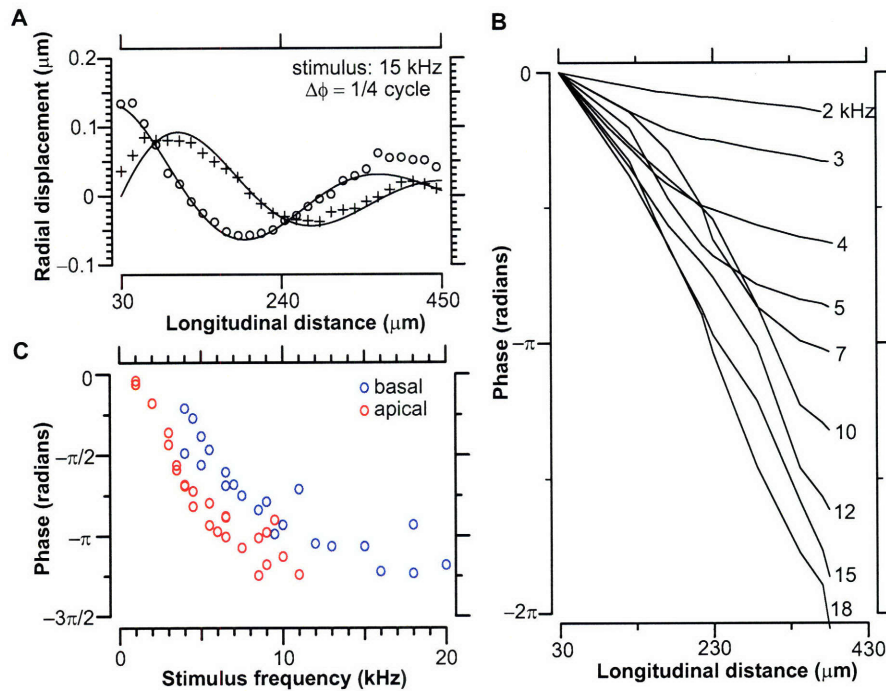 A
Radial displacement (μm)
0.2
0.1
0
−0.1
stimulus: 15 kHz
Δϕ = 1/4 cycle
30
240
450
Longitudinal distance (μm)
B
Phase (radians)
0
−π
−2π
2 kHz
3
4
5
7
10
12
15
18
30
230
430
Longitudinal distance (μm)
C
Phase (radians)
0
−π/2
−π
−3π/2
basal
apical
0
10
20
Stimulus frequency (kHz)